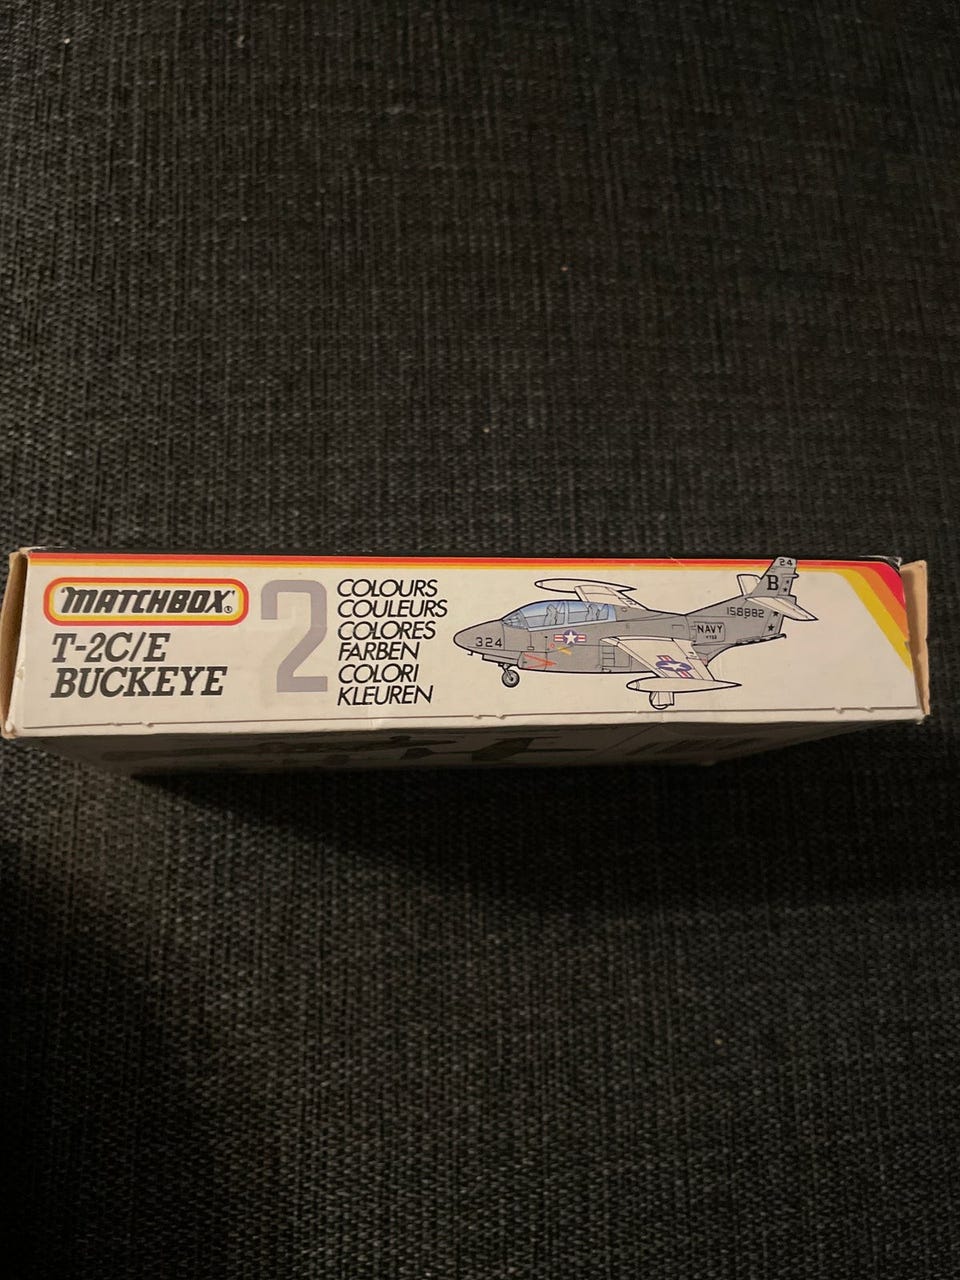 MATCHBOX®
T-2C/E
BUCKEYE
2
COLOURS
COULEURS
COLORES
FARBEN
COLORI
KLEUREN
324
NAVY
158882
B
24